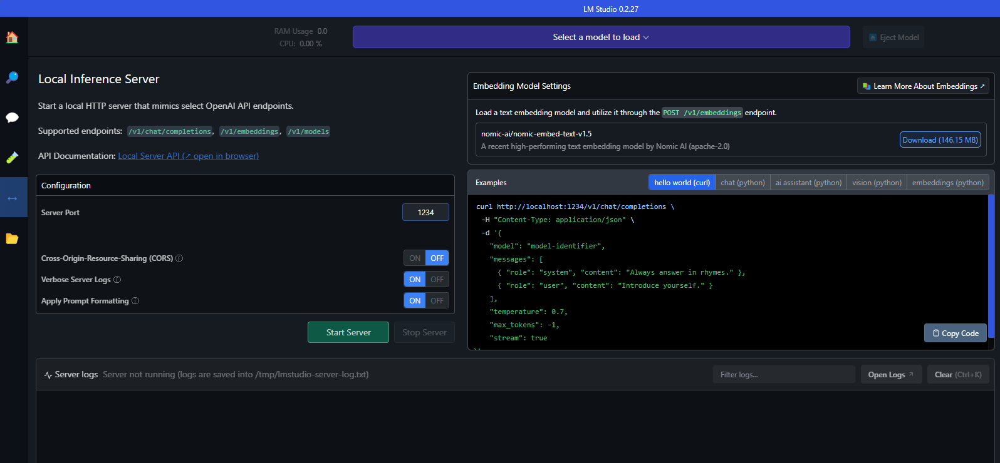 LM Studio 0.2.27
RAM Usage 0.0
CPU: 0.00 %
Select a model to load
Eject Model
Local Inference Server
Start a local HTTP server that mimics select OpenAI API endpoints.
Supported endpoints: /v1/chat/completions, /v1/embeddings, /v1/models
API Documentation: Local Server API (↗ open in browser)
Configuration
Server Port 1234
Cross-Origin-Resource-Sharing (CORS) ⓘ ON OFF
Verbose Server Logs ⓘ ON OFF
Apply Prompt Formatting ⓘ ON OFF
Start Server Stop Server
Embedding Model Settings
Learn More About Embeddings ↗
Load a text embedding model and utilize it through the POST /v1/embeddings endpoint.
nomic-ai/nomic-embed-text-v1.5
A recent high-performing text embedding model by Nomic AI (apache-2.0)
Download (146.15 MB)
Examples
hello world (curl) chat (python) ai assistant (python) vision (python) embeddings (python)
curl http://localhost:1234/v1/chat/completions \
-H "Content-Type: application/json" \
-d '{
"model": "model-identifier",
"messages": [
{ "role": "system", "content": "Always answer in rhymes." },
{ "role": "user", "content": "Introduce yourself." }
],
"temperature": 0.7,
"max_tokens": -1,
"stream": true
Copy Code
Server logs Server not running (logs are saved into /tmp/lmstudio-server-log.txt)
Filter logs...
Open Logs ↗
Clear (Ctrl+K)